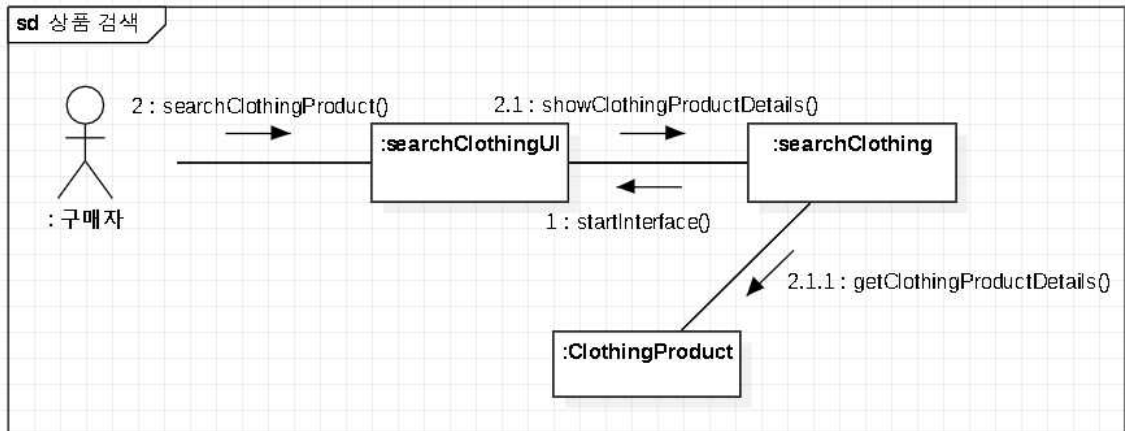 sd 상품 검색
2 : searchClothingProduct()
2.1 : showClothingProductDetails()
:searchClothingUI
:searchClothing
1 : startInterface()
: 구매자
2.1.1 : getClothingProductDetails()
:ClothingProduct